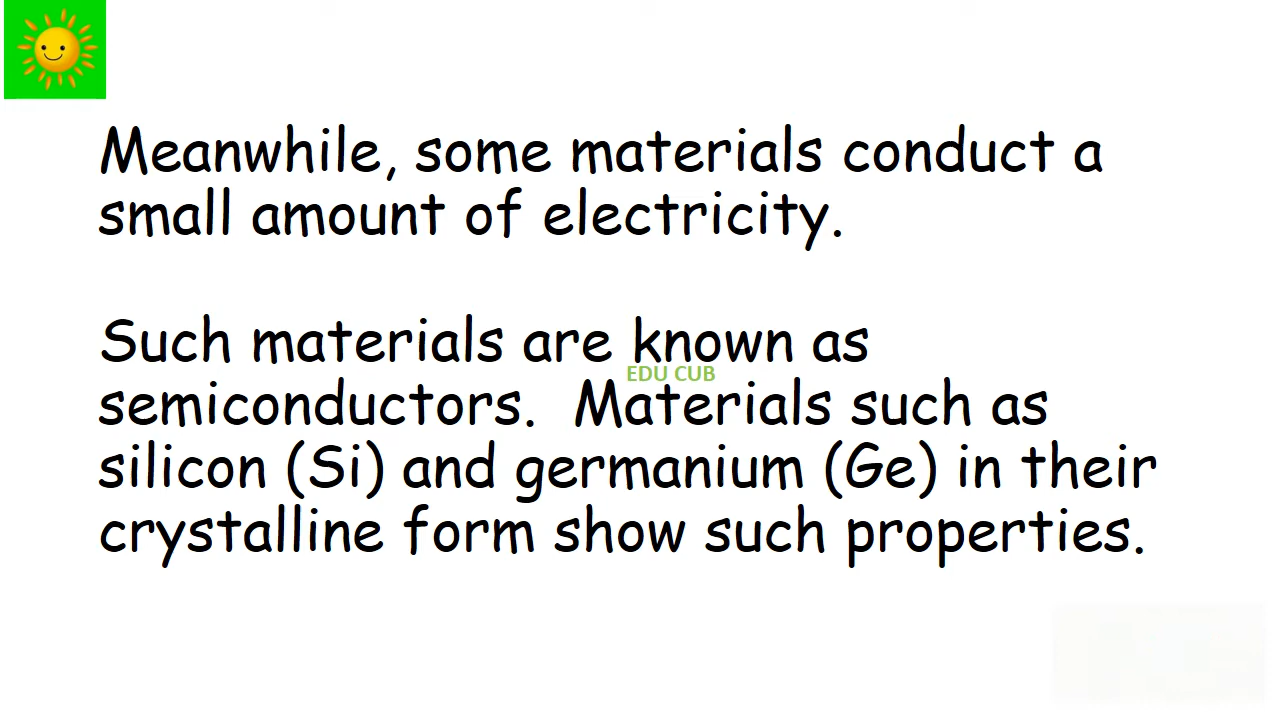 Meanwhile, some materials conduct a
small amount of electricity.
Such materials are known as
EDU CUB
semiconductors.  Materials such as
silicon (Si) and germanium (Ge) in their
crystalline form show such properties.